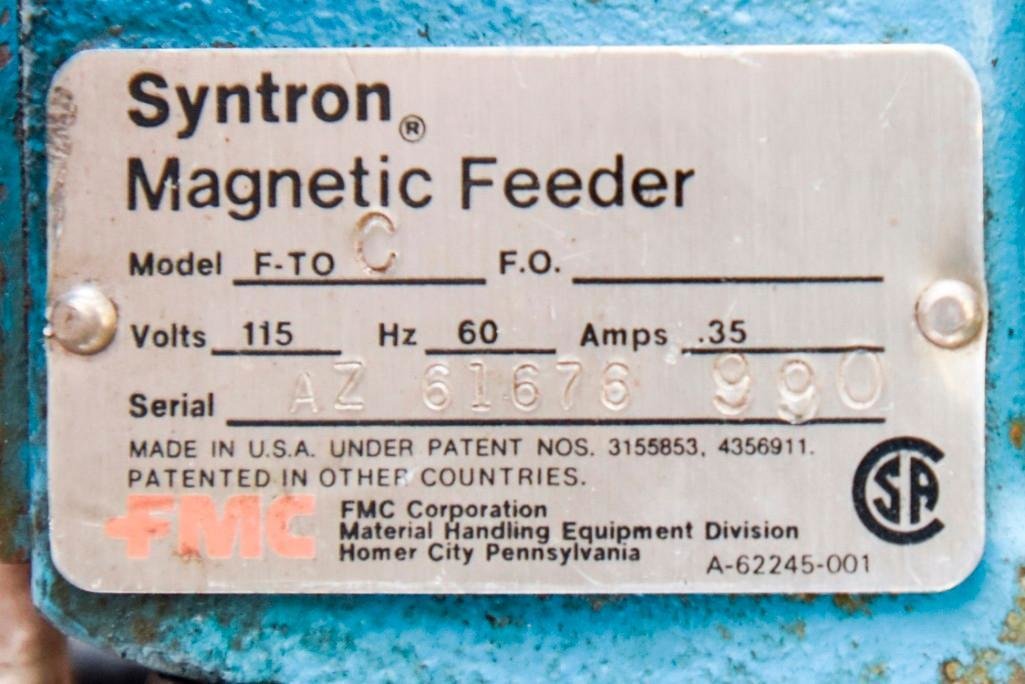 Syntron®
Magnetic Feeder
Model F-TO C F.O.
Volts 115 Hz 60 Amps .35
Serial AZ 61676 990
MADE IN U.S.A. UNDER PATENT NOS. 3155853, 4356911.
PATENTED IN OTHER COUNTRIES.
FMC
FMC Corporation
Material Handling Equipment Division
Homer City Pennsylvania
CSA
A-62245-001